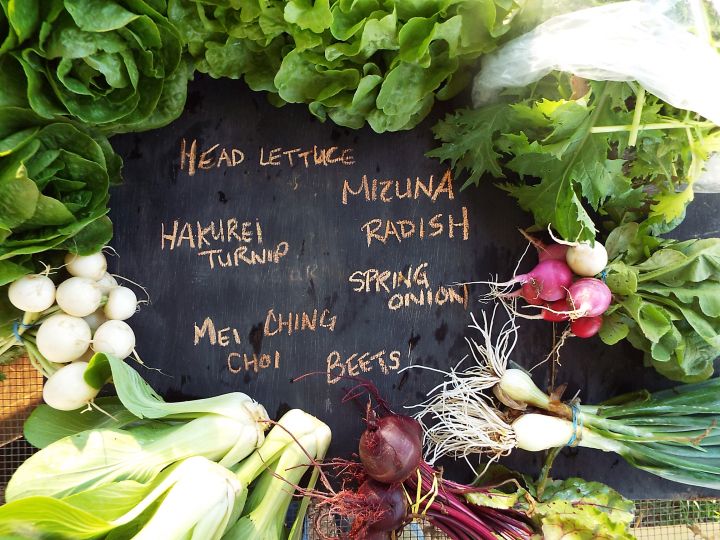 HEAD LETTUCE
MIZUNA
RADISH
HAKUREI
TURNIP
SPRING
ONION
MEI CHING
CHOI
BEETS